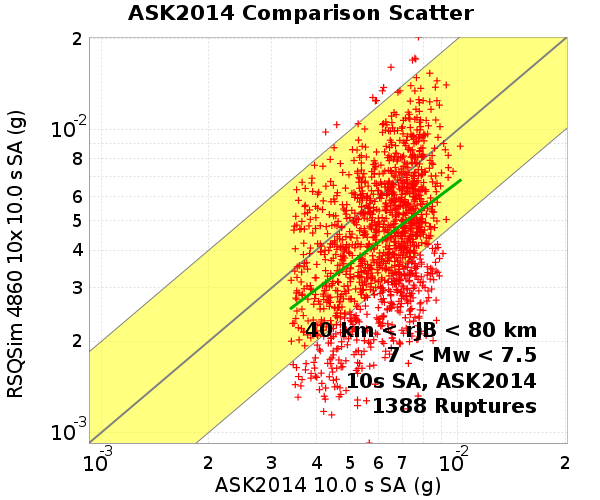 ASK2014 Comparison Scatter
RSQSim 4860 10x 10.0 s SA (g)
2
10-2
8
6
5
4
3
2
10-3
40 km < rJB < 80 km
7 < Mw < 7.5
10s SA, ASK2014
1388 Ruptures
10-3 2 3 4 5 6 7 10-2 2
ASK2014 10.0 s SA (g)